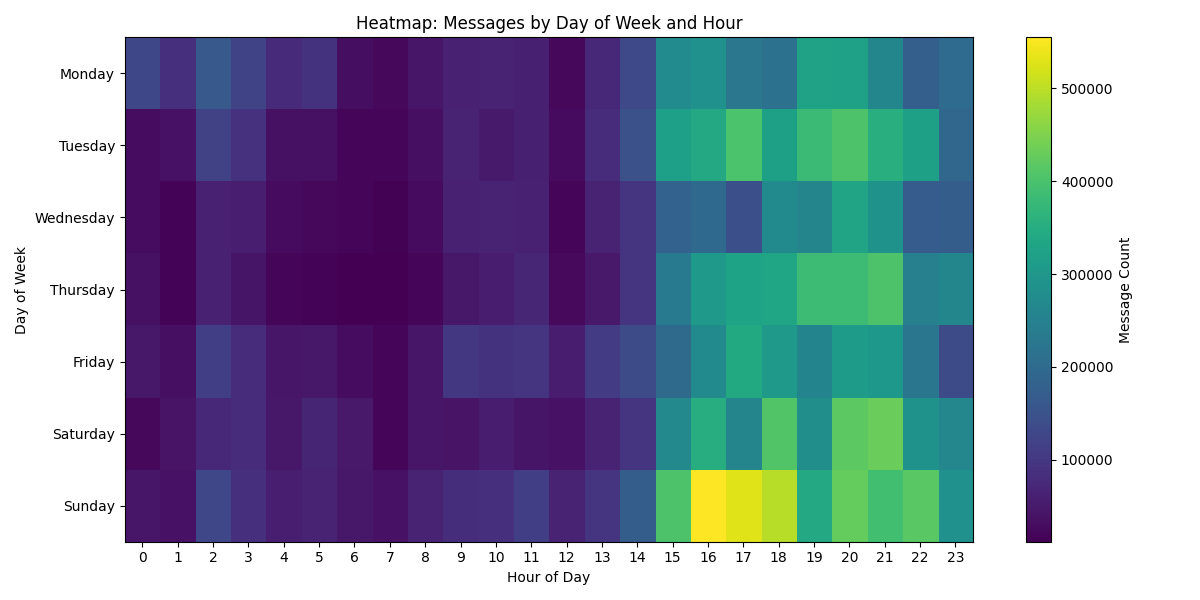 Heatmap: Messages by Day of Week and Hour
Monday
Tuesday
Wednesday
Thursday
Friday
Saturday
Sunday
Day of Week
0 1 2 3 4 5 6 7 8 9 10 11 12 13 14 15 16 17 18 19 20 21 22 23
Hour of Day
500000
400000
300000
200000
100000
Message Count